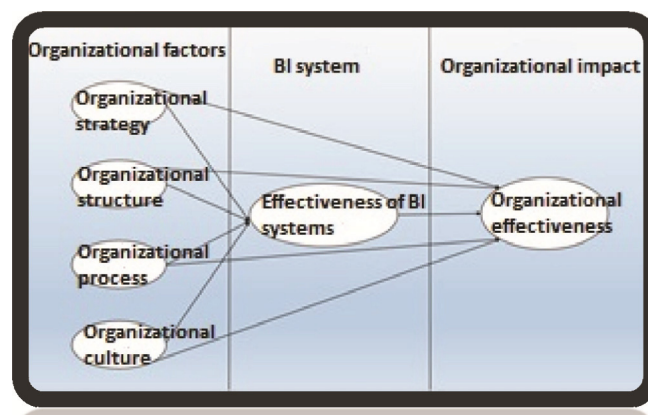 Organizational factors
BI system
Organizational impact
Organizational
strategy
Organizational
structure
Organizational
process
Organizational
culture
Effectiveness of BI
systems
Organizational
effectiveness